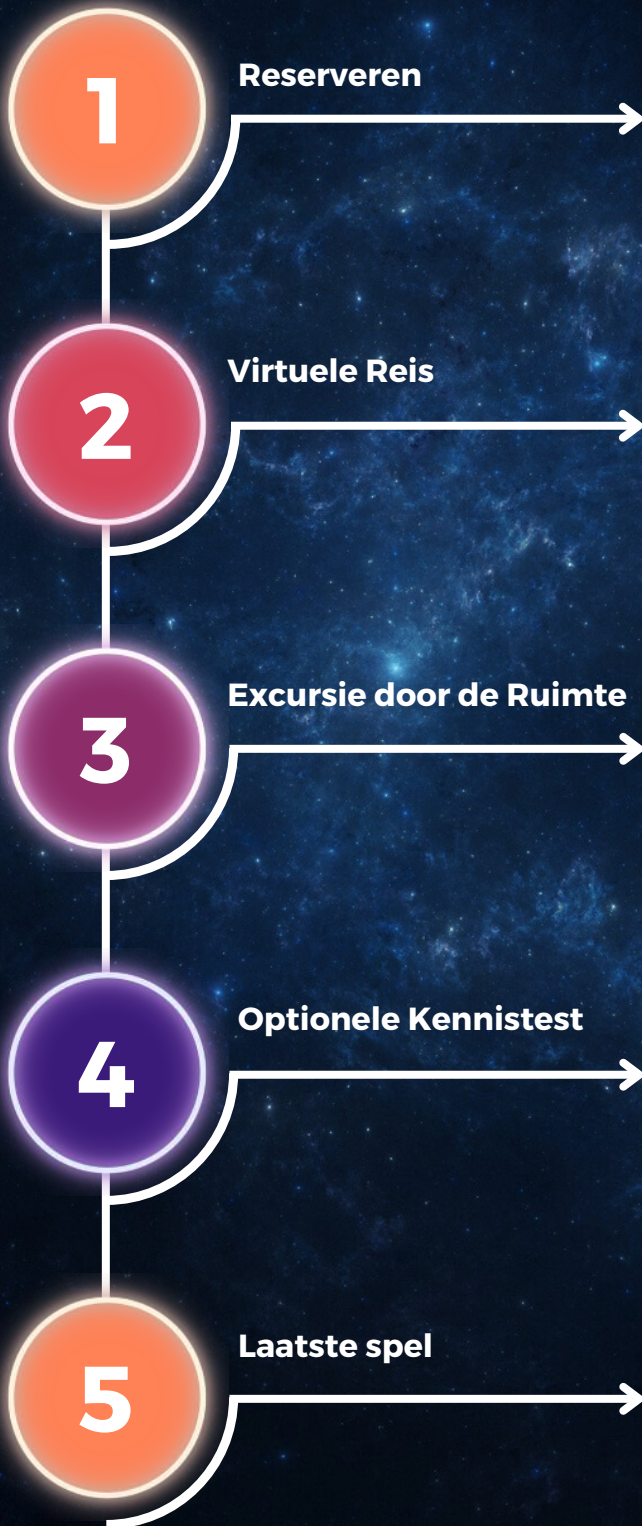 1
Reserveren
2
Virtuele Reis
3
Excursie door de Ruimte
4
Optionele Kennistest
5
Laatste spel